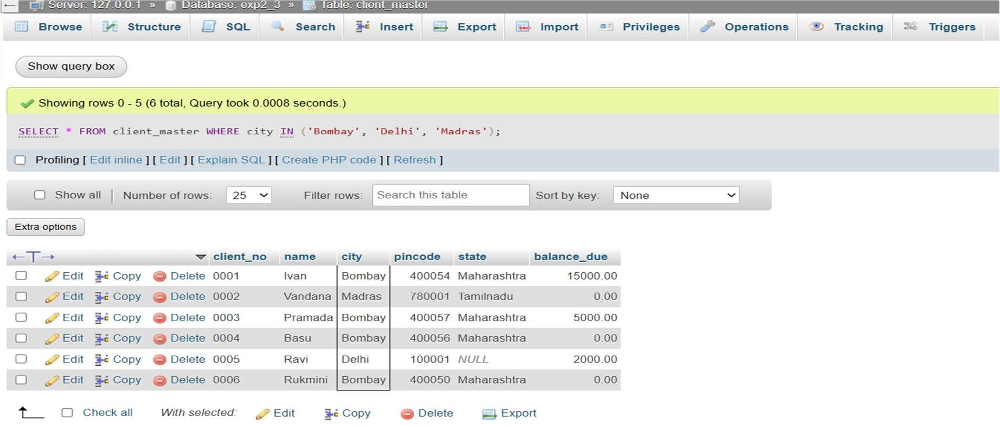 Server: 127.0.0.1 » Database: exp2_3 » Table: client_master
Browse Structure SQL Search Insert Export Import Privileges Operations Tracking Triggers
Show query box
Showing rows 0 - 5 (6 total, Query took 0.0008 seconds.)
SELECT * FROM client_master WHERE city IN ('Bombay', 'Delhi', 'Madras');
Profiling [ Edit inline ] [ Edit ] [ Explain SQL ] [ Create PHP code ] [ Refresh ]
Show all | Number of rows: 25 Filter rows: Search this table Sort by key: None
Extra options
←T→ client_no name city pincode state balance_due
Edit Copy Delete 0001 Ivan Bombay 400054 Maharashtra 15000.00
Edit Copy Delete 0002 Vandana Madras 780001 Tamilnadu 0.00
Edit Copy Delete 0003 Pramada Bombay 400057 Maharashtra 5000.00
Edit Copy Delete 0004 Basu Bombay 400056 Maharashtra 0.00
Edit Copy Delete 0005 Ravi Delhi 100001 NULL 2000.00
Edit Copy Delete 0006 Rukmini Bombay 400050 Maharashtra 0.00
Check all With selected: Edit Copy Delete Export